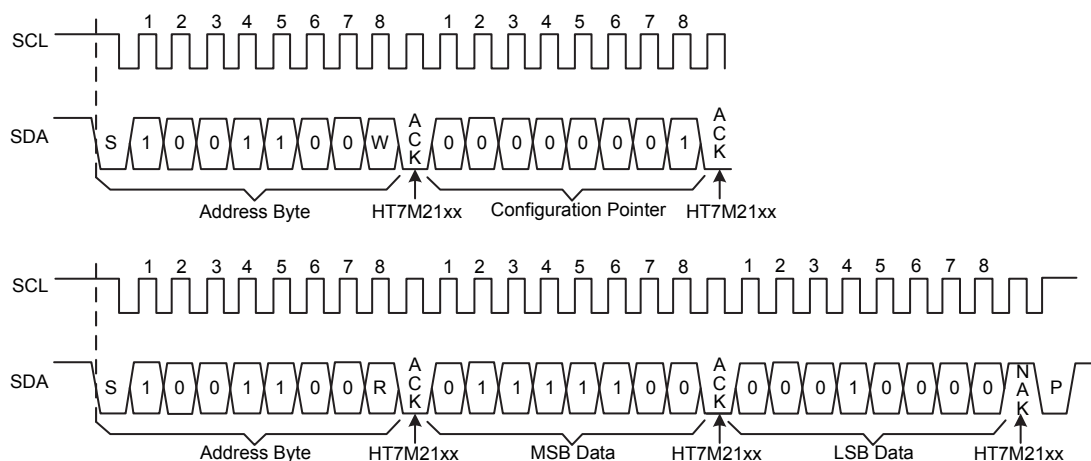 1 2 3 4 5 6 7 8 1 2 3 4 5 6 7 8
SCL
SDA S 1 0 0 1 1 0 0 W ACK 0 0 0 0 0 0 0 1 ACK
Address Byte HT7M21xx Configuration Pointer HT7M21xx
1 2 3 4 5 6 7 8 1 2 3 4 5 6 7 8 1 2 3 4 5 6 7 8
SCL
SDA S 1 0 0 1 1 0 0 R ACK 0 1 1 1 1 1 0 0 ACK 0 0 0 1 0 0 0 0 NAK P
Address Byte HT7M21xx MSB Data HT7M21xx LSB Data HT7M21xx